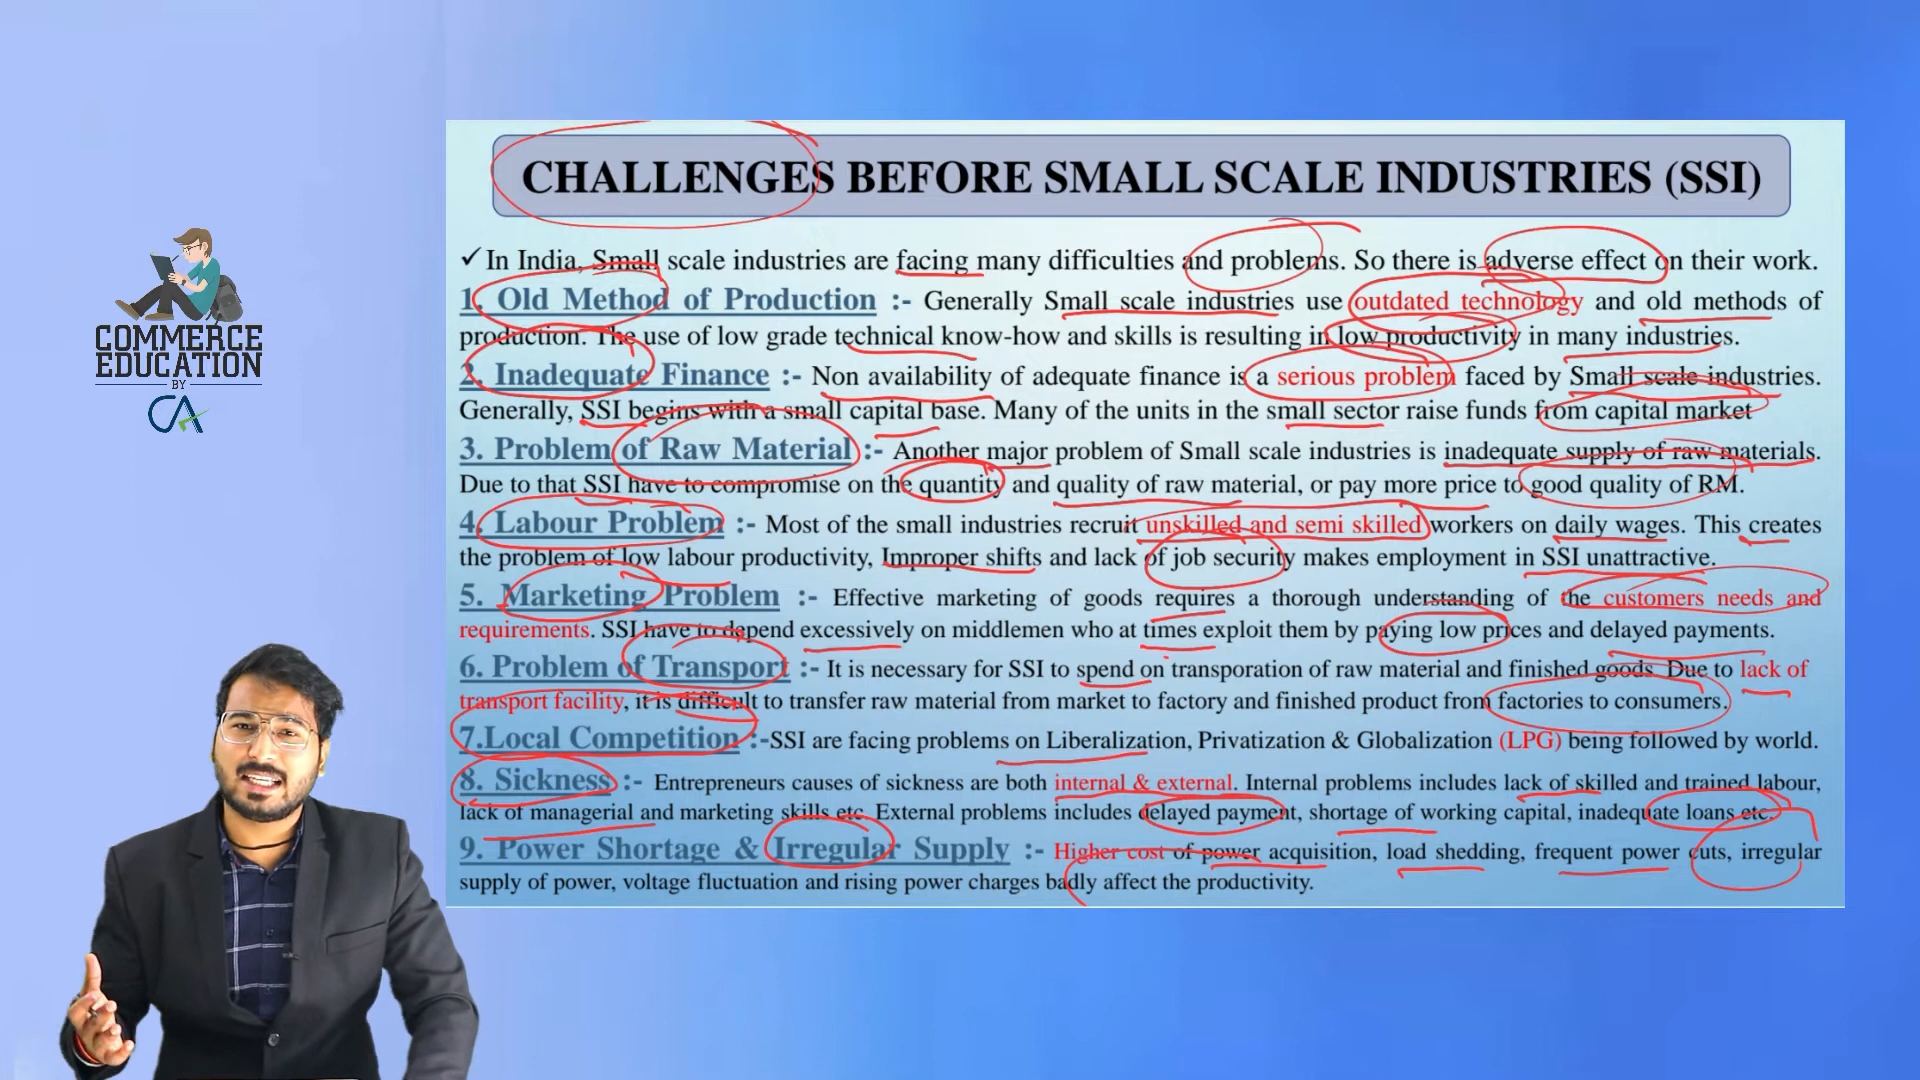 COMMERCE
EDUCATION
BY
CA
CHALLENGES BEFORE SMALL SCALE INDUSTRIES (SSI)
✓In India, Small scale industries are facing many difficulties and problems. So there is adverse effect on their work.
1. Old Method of Production :- Generally Small scale industries use outdated technology and old methods of
production. The use of low grade technical know-how and skills is resulting in low productivity in many industries.
2. Inadequate Finance :- Non availability of adequate finance is a serious problem faced by Small scale industries.
Generally, SSI begins with a small capital base. Many of the units in the small sector raise funds from capital market
3. Problem of Raw Material :- Another major problem of Small scale industries is inadequate supply of raw materials.
Due to that SSI have to compromise on the quantity and quality of raw material, or pay more price to good quality of RM.
4. Labour Problem :- Most of the small industries recruit unskilled and semi skilled workers on daily wages. This creates
the problem of low labour productivity, Improper shifts and lack of job security makes employment in SSI unattractive.
5. Marketing Problem :- Effective marketing of goods requires a thorough understanding of the customers needs and
requirements. SSI have to depend excessively on middlemen who at times exploit them by paying low prices and delayed payments.
6. Problem of Transport :- It is necessary for SSI to spend on transporation of raw material and finished goods. Due to lack of
transport facility, it is difficult to transfer raw material from market to factory and finished product from factories to consumers.
7.Local Competition :-SSI are facing problems on Liberalization, Privatization & Globalization (LPG) being followed by world.
8. Sickness :- Entrepreneurs causes of sickness are both internal & external. Internal problems includes lack of skilled and trained labour,
lack of managerial and marketing skills etc. External problems includes delayed payment, shortage of working capital, inadequate loans etc.
9. Power Shortage & Irregular Supply :- Higher cost of power acquisition, load shedding, frequent power cuts, irregular
supply of power, voltage fluctuation and rising power charges badly affect the productivity.